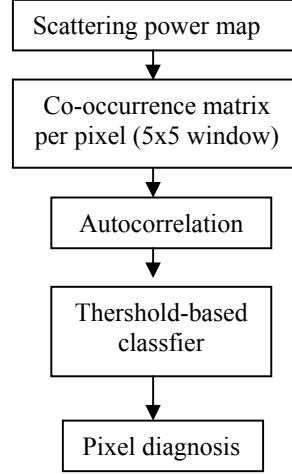 Scattering power map
Co-occurrence matrix
per pixel (5x5 window)
Autocorrelation
Thershold-based
classfier
Pixel diagnosis